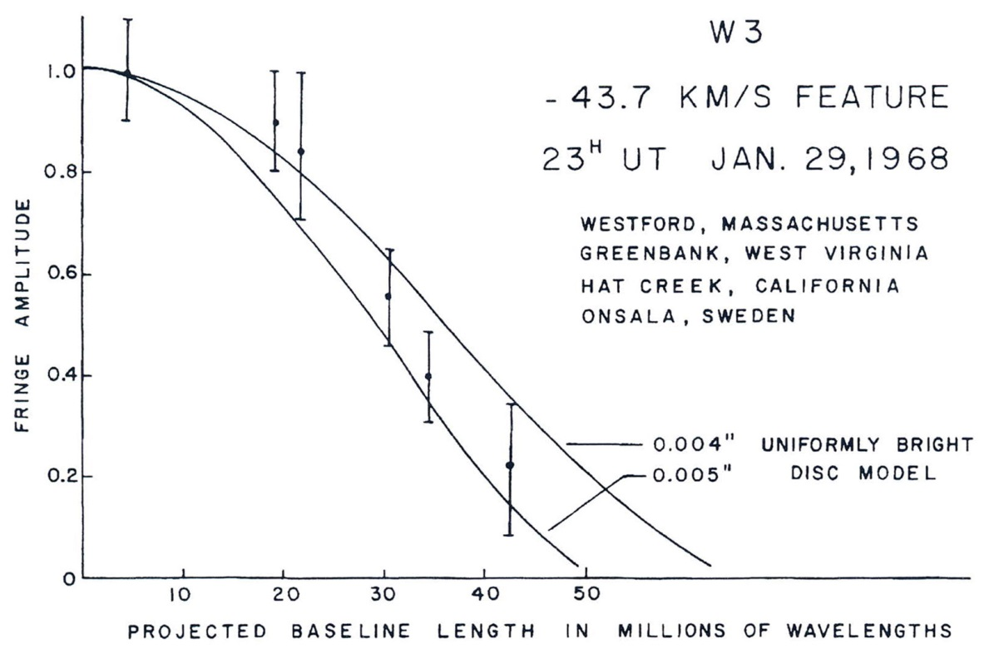 W3
- 43.7 KM/S FEATURE
23ᴴ UT JAN. 29, 1968
WESTFORD, MASSACHUSETTS
GREENBANK, WEST VIRGINIA
HAT CREEK, CALIFORNIA
ONSALA, SWEDEN
FRINGE AMPLITUDE
1.0
0.8
0.6
0.4
0.2
0
0.004" UNIFORMLY BRIGHT
0.005" DISC MODEL
10 20 30 40 50
PROJECTED BASELINE LENGTH IN MILLIONS OF WAVELENGTHS